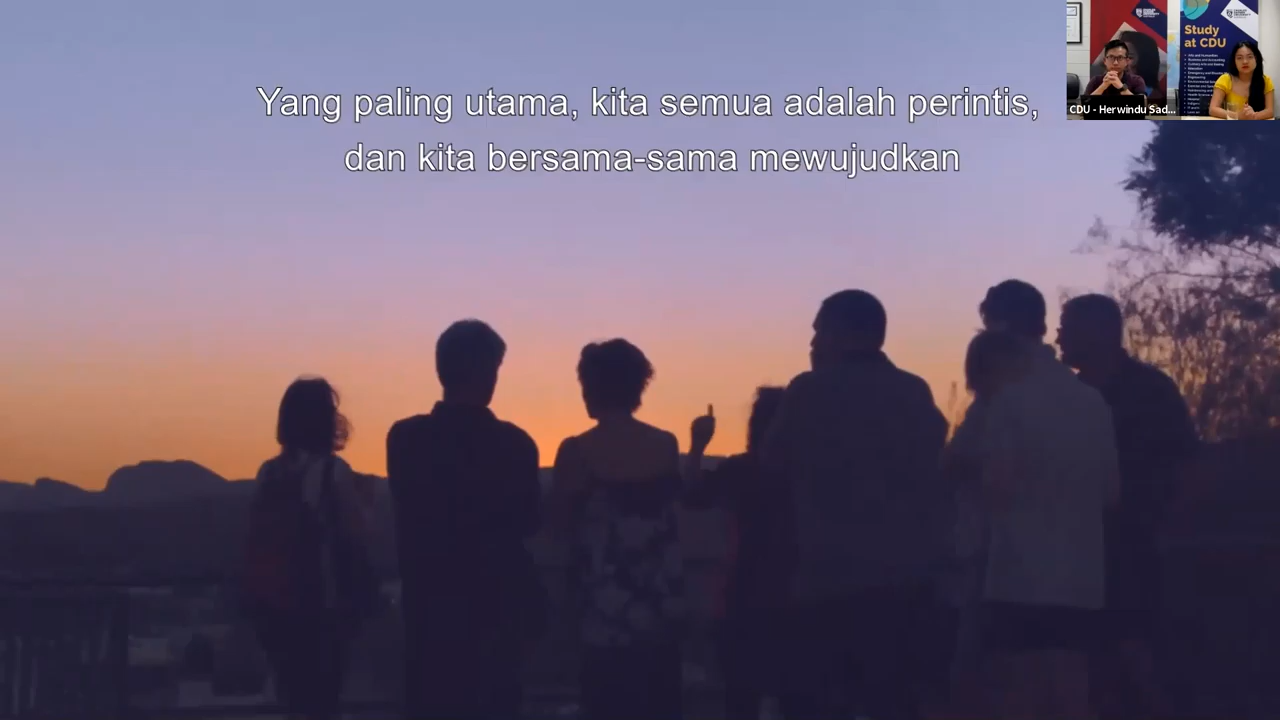 Yang paling utama, kita semua adalah perintis,
dan kita bersama-sama mewujudkan
Study
at CDU
CDU - Herwindu Sad...